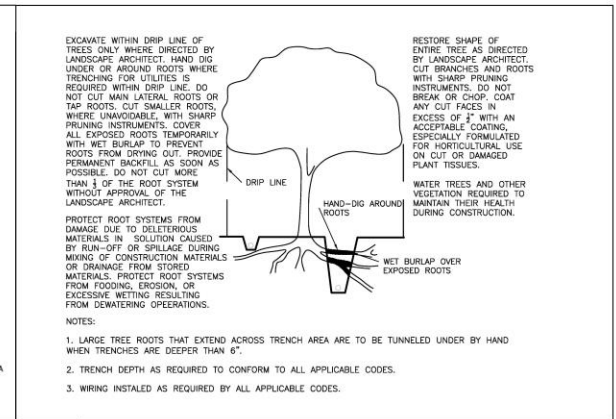 EXCAVATE WITHIN DRIP LINE OF
TREES ONLY WHERE DIRECTED BY
LANDSCAPE ARCHITECT. HAND DIG
UNDER OR AROUND ROOTS WHERE
TRENCHING FOR UTILITIES IS
REQUIRED WITHIN DRIP LINE. DO
NOT CUT MAIN LATERAL ROOTS OR
TAP ROOTS. CUT SMALLER ROOTS,
WHERE UNAVOIDABLE, WITH SHARP
PRUNING INSTRUMENTS. COVER
ALL EXPOSED ROOTS TEMPORARILY
WITH WET BURLAP TO PREVENT
ROOTS FROM DRYING OUT. PROVIDE
PERMANENT BACKFILL AS SOON AS
POSSIBLE. DO NOT CUT MORE
THAN OF THE ROOT SYSTEM
WITHOUT APPROVAL OF THE
LANDSCAPE ARCHITECT.
PROTECT ROOT SYSTEMS FROM
DAMAGE DUE TO DELETERIOUS
MATERIALS IN SOLUTION CAUSED
BY RUN-OFF OR SPILLAGE DURING
MIXING OF CONSTRUCTION MATERIALS
OR DRAINAGE FROM STORED
MATERIALS. PROTECT ROOT SYSTEMS
FROM FOODING, EROSION, OR
EXCESSIVE WETTING RESULTING
FROM DEWATERING OPEERATIONS.
DRIP LINE
HAND-DIG AROUND
ROOTS
WET BURLAP OVER
EXPOSED ROOTS
RESTORE SHAPE OF
ENTIRE TREE AS DIRECTED
BY LANDSCAPE ARCHITECT.
CUT BRANCHES AND ROOTS
WITH SHARP PRUNING
INSTRUMENTS. DO NOT
BREAK OR CHOP. COAT
ANY CUT FACES IN
EXCESS OF WITH AN
ACCEPTABLE COATING,
ESPECIALLY FORMULATED
FOR HORTICULTURAL USE
ON CUT OR DAMAGED
PLANT TISSUES.
WATER TREES AND OTHER
VEGETATION REQUIRED TO
MAINTAIN THEIR HEALTH
DURING CONSTRUCTION.
NOTES:
1. LARGE TREE ROOTS THAT EXTEND ACROSS TRENCH AREA ARE TO BE TUNNELED UNDER BY HAND
WHEN TRENCHES ARE DEEPER THAN 6".
2. TRENCH DEPTH AS REQUIRED TO CONFORM TO ALL APPLICABLE CODES.
3. WIRING INSTALED AS REQUIRED BY ALL APPLICABLE CODES.